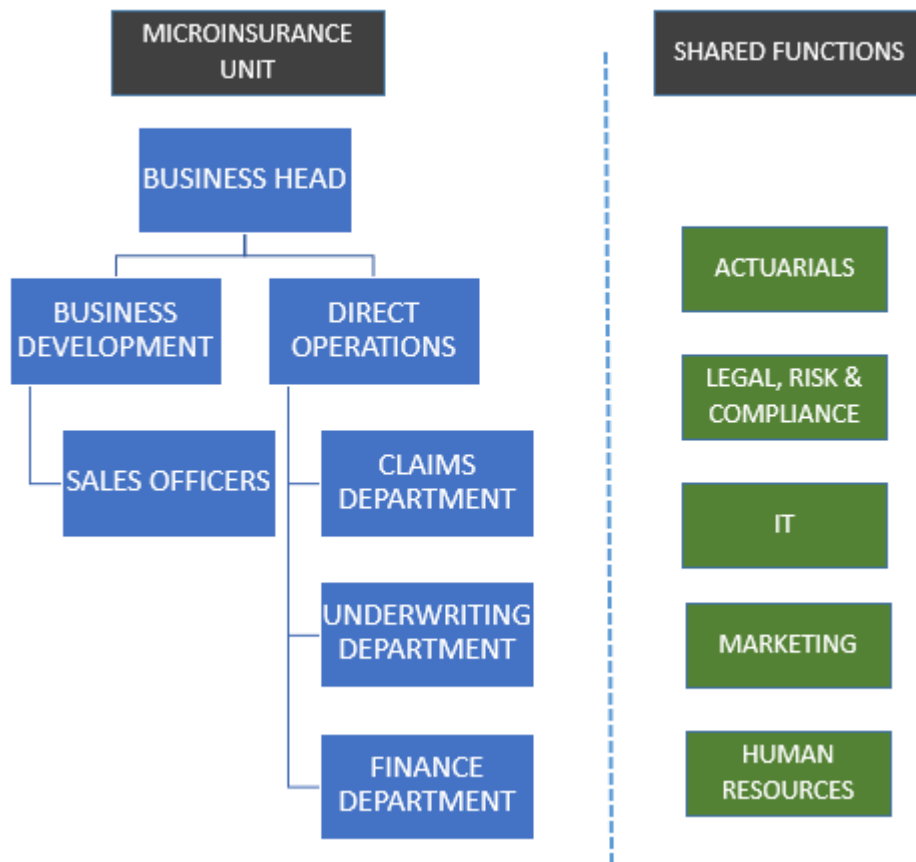 MICROINSURANCE
UNIT
BUSINESS HEAD
BUSINESS
DEVELOPMENT
DIRECT
OPERATIONS
SALES OFFICERS
CLAIMS
DEPARTMENT
UNDERWRITING
DEPARTMENT
FINANCE
DEPARTMENT
SHARED FUNCTIONS
ACTUARIALS
LEGAL, RISK &
COMPLIANCE
IT
MARKETING
HUMAN
RESOURCES